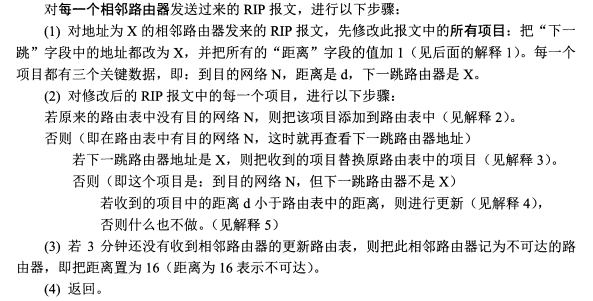 对每一个相邻路由器发送过来的 RIP 报文，进行以下步骤：
(1) 对地址为 X 的相邻路由器发来的 RIP 报文，先修改此报文中的所有项目：把“下一
跳”字段中的地址都改为 X，并把所有的“距离”字段的值加 1（见后面的解释 1）。每一个
项目都有三个关键数据，即：到目的网络 N，距离是 d，下一跳路由器是 X。
(2) 对修改后的 RIP 报文中的每一个项目，进行以下步骤：
若原来的路由表中没有目的网络 N，则把该项目添加到路由表中（见解释 2）。
否则（即在路由表中有目的网络 N，这时就再查看下一跳路由器地址）
若下一跳路由器地址是 X，则把收到的项目替换原路由表中的项目（见解释 3）。
否则（即这个项目是：到目的网络 N，但下一跳路由器不是 X）
若收到的项目中的距离 d 小于路由表中的距离，则进行更新（见解释 4），
否则什么也不做。（见解释 5）
(3) 若 3 分钟还没有收到相邻路由器的更新路由表，则把此相邻路由器记为不可达的路
由器，即把距离置为 16（距离为 16 表示不可达）。
(4) 返回。